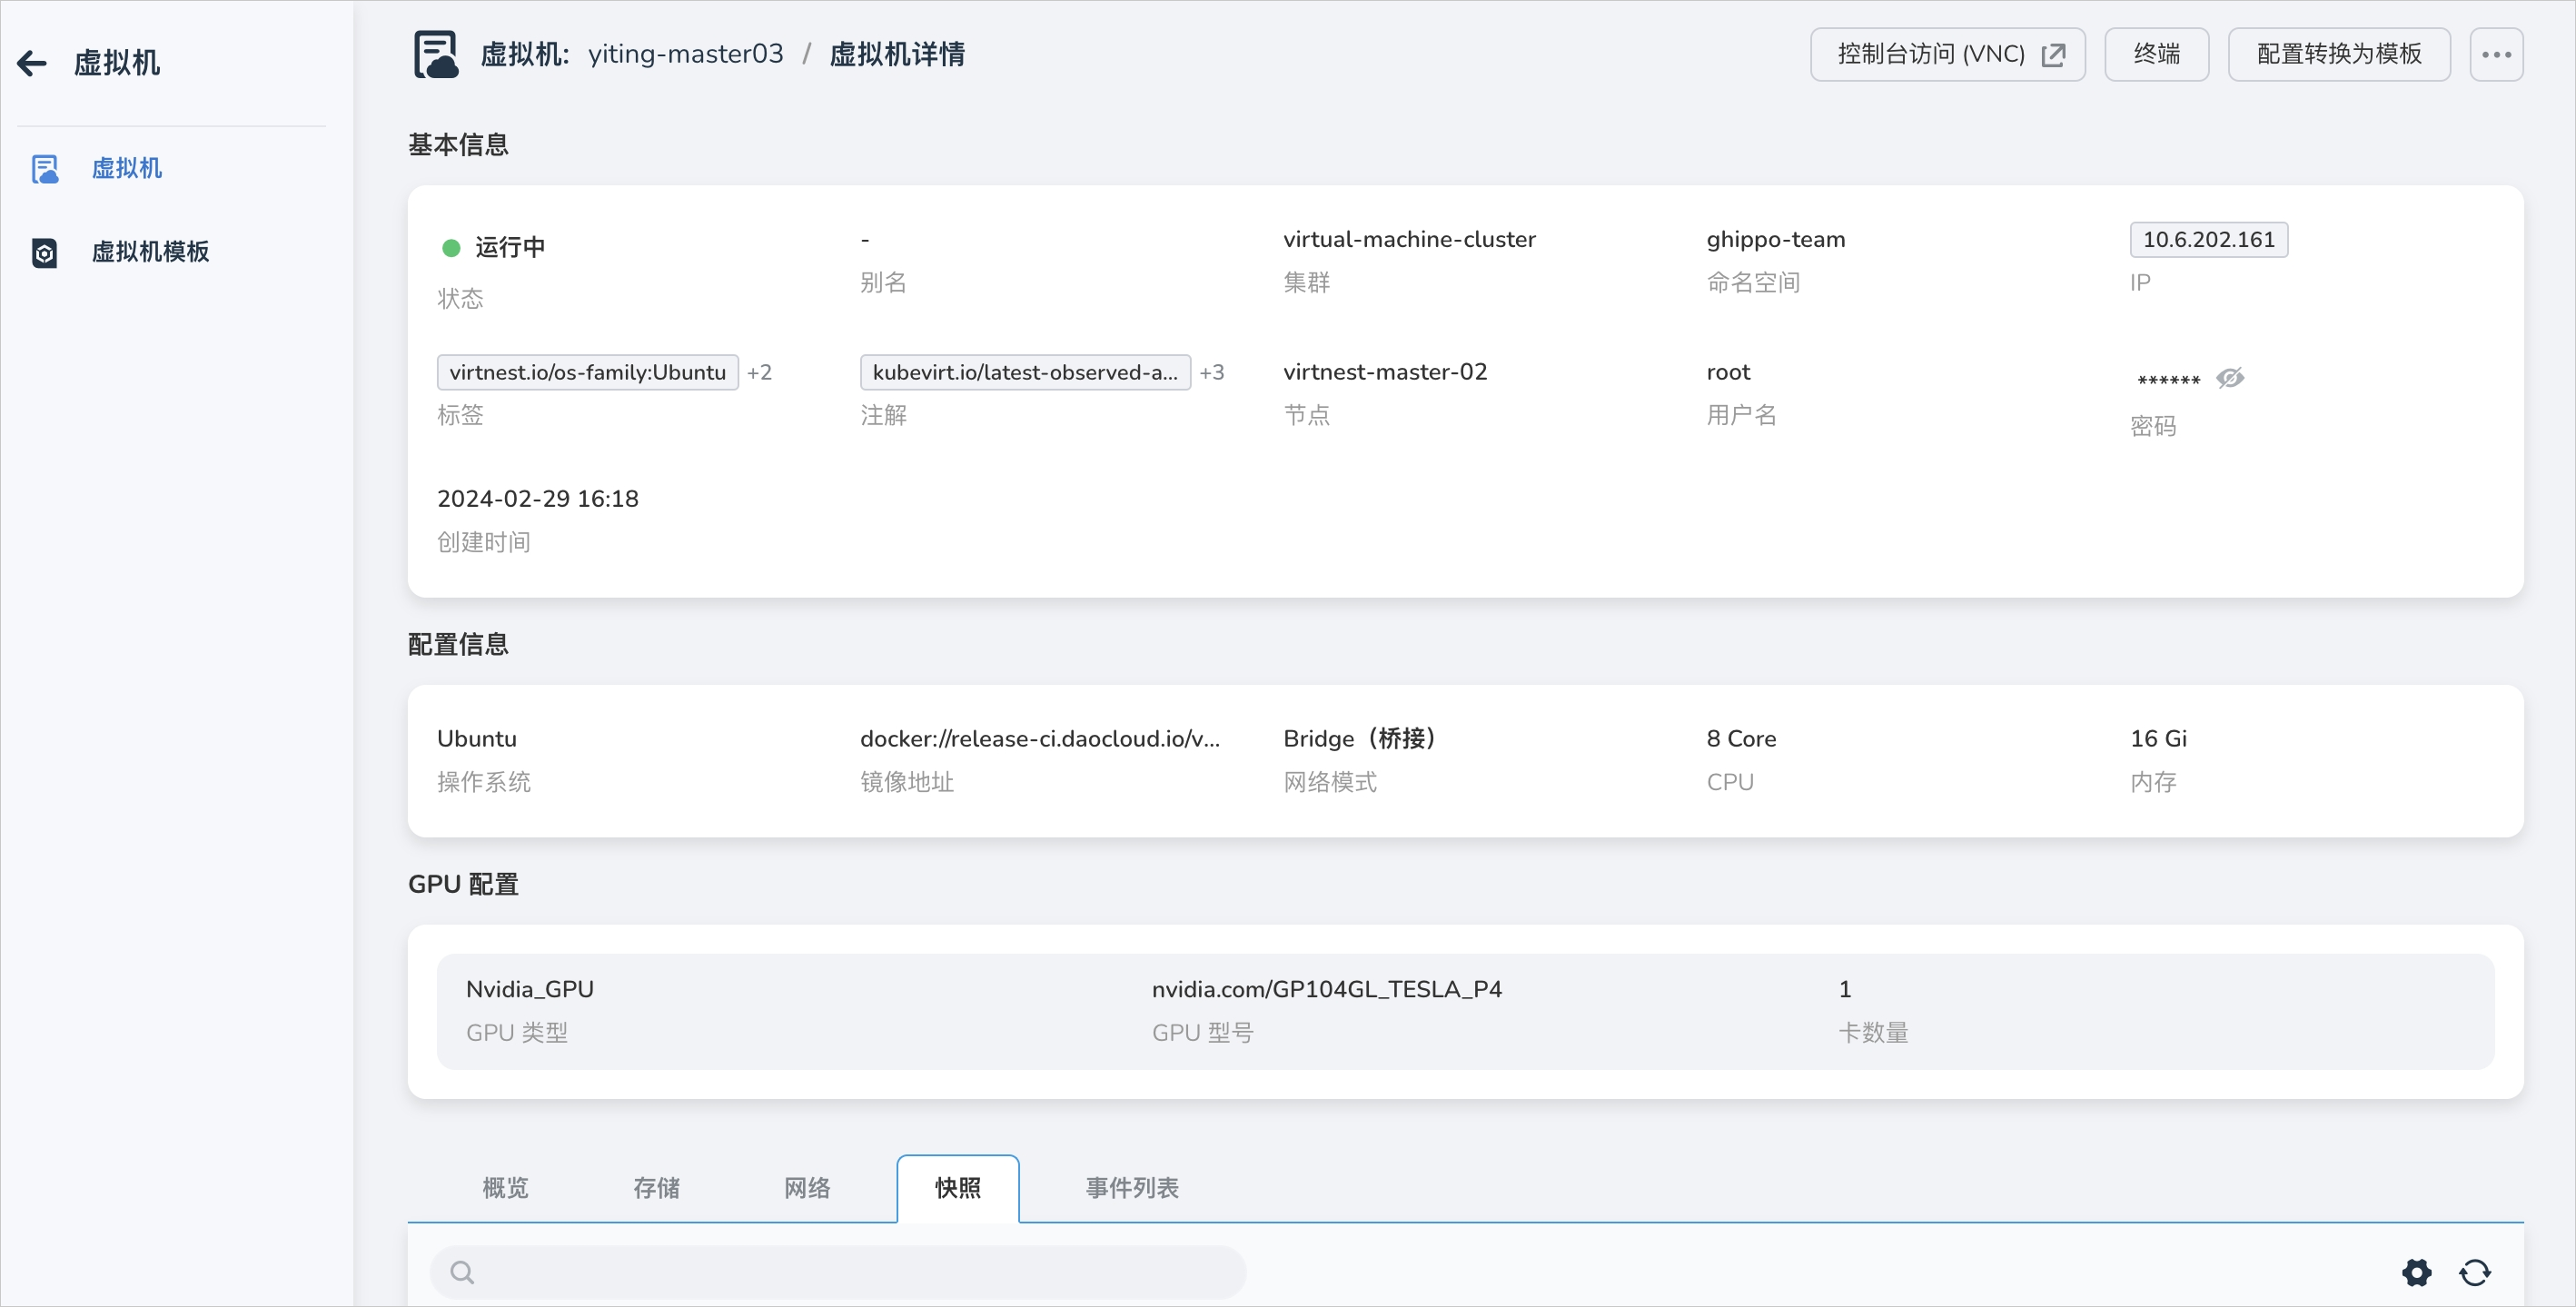 虚拟机
虚拟机
虚拟机模板
虚拟机: yiting-master03 / 虚拟机详情
控制台访问 (VNC)
终端
配置转换为模板
基本信息
运行中
状态
-
别名
virtual-machine-cluster
集群
ghippo-team
命名空间
10.6.202.161
IP
virtnest.io/os-family:Ubuntu +2
标签
kubevirt.io/latest-observed-a... +3
注解
virtnest-master-02
节点
root
用户名
******
密码
2024-02-29 16:18
创建时间
配置信息
Ubuntu
操作系统
docker://release-ci.daocloud.io/v...
镜像地址
Bridge（桥接）
网络模式
8 Core
CPU
16 Gi
内存
GPU 配置
Nvidia_GPU
GPU 类型
nvidia.com/GP104GL_TESLA_P4
GPU 型号
1
卡数量
概览
存储
网络
快照
事件列表